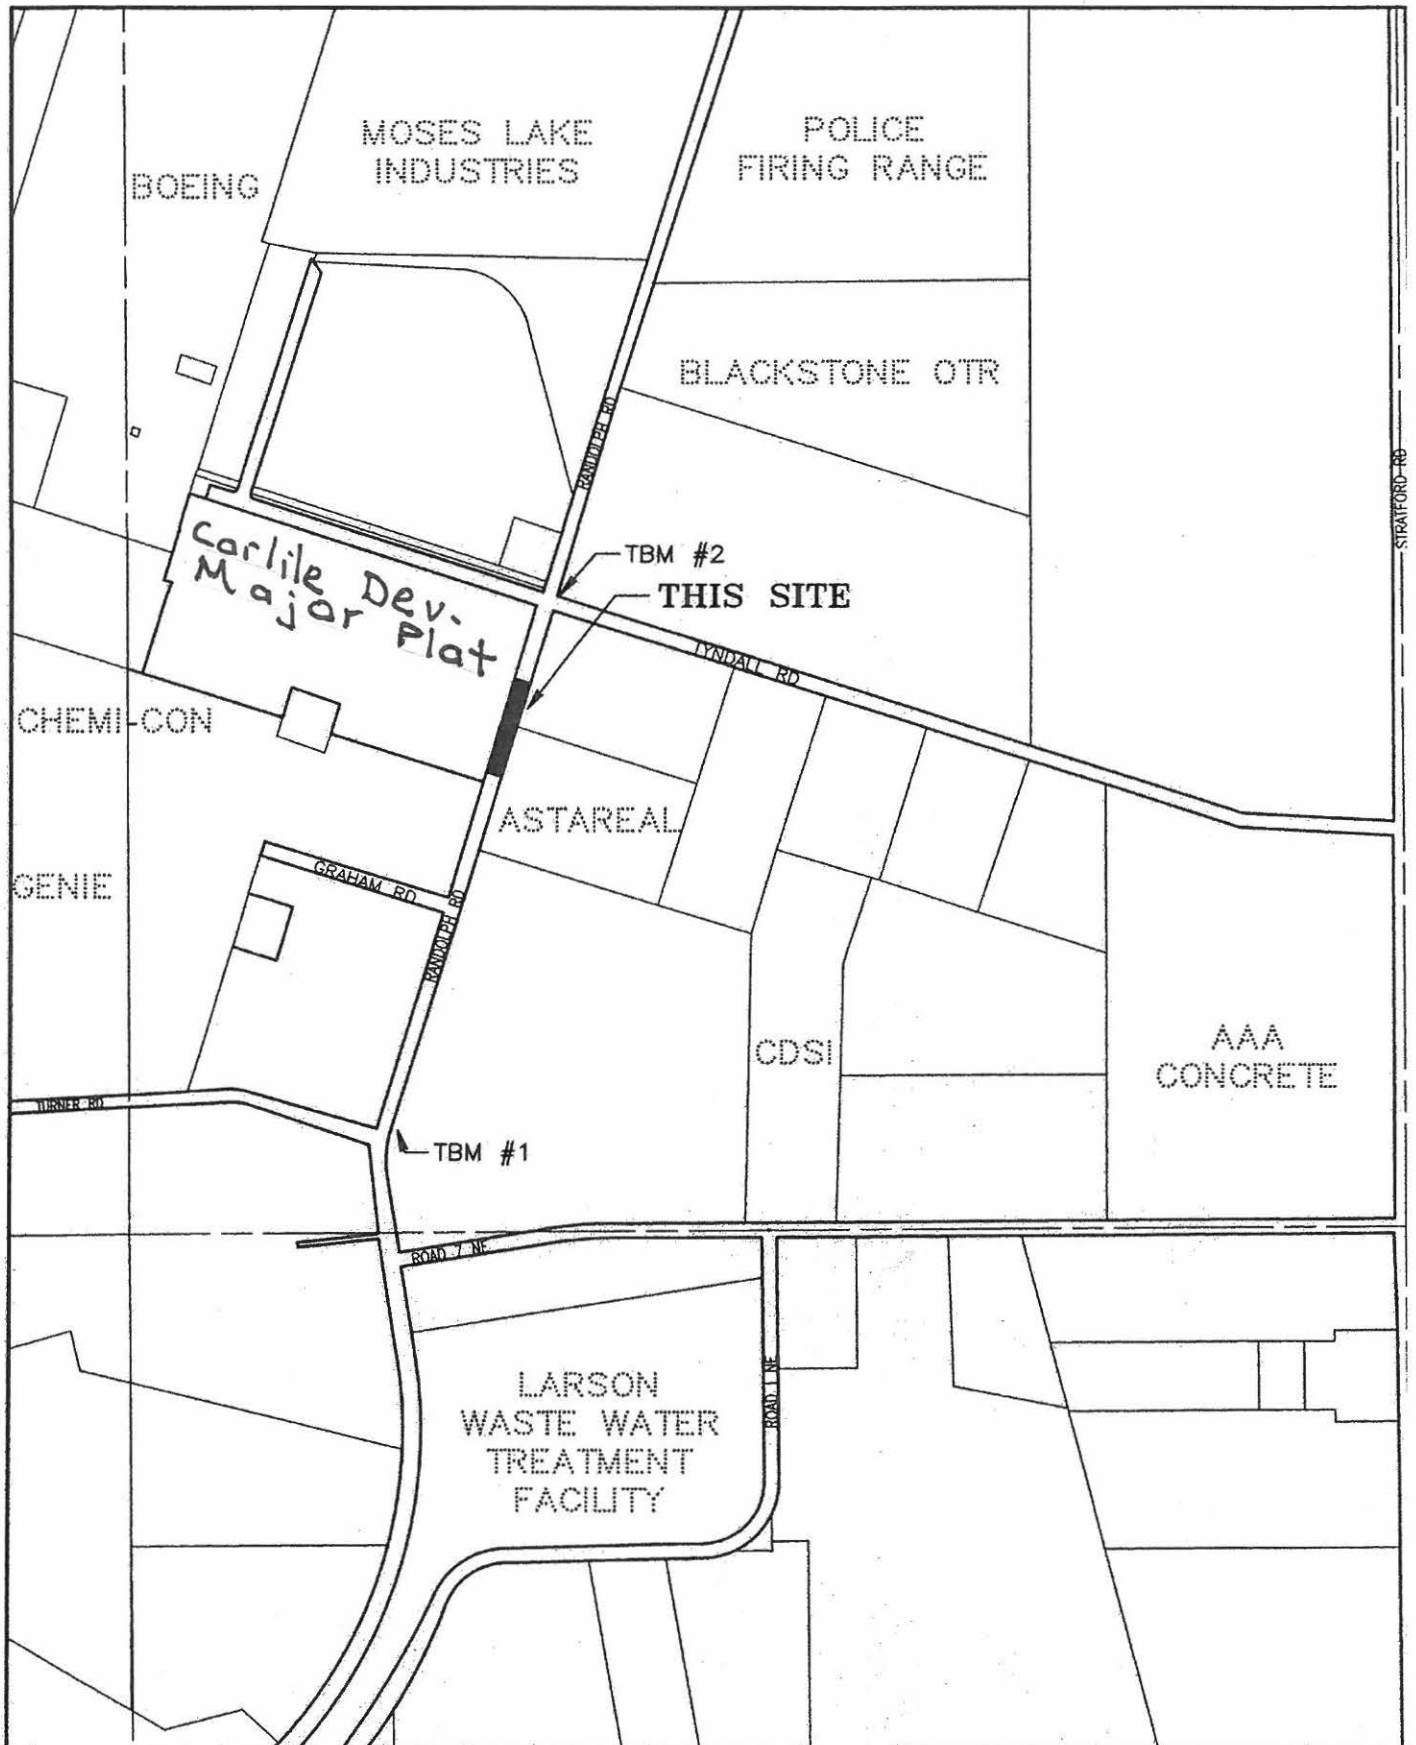 MOSES LAKE
INDUSTRIES
POLICE
FIRING RANGE
BOEING
BLACKSTONE OTR
RANDOLPH RD
STRATFORD RD
Carlile Dev.
Major Plat
TBM #2
THIS SITE
TYNDALL RD
CHEMI-CON
ASTAREAL
GRAHAM RD
GENIE
RANDOLPH RD
CDSI
AAA
CONCRETE
TURNER RD
TBM #1
ROAD 7 NE
LARSON
WASTE WATER
TREATMENT
FACILITY
ROAD 1 NE